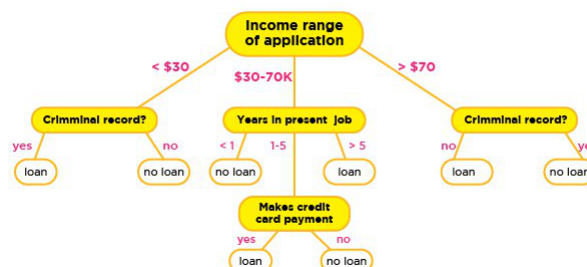 Income range
of application
< $30
$30-70K
> $70
Crimminal record?
Years in present job
Crimminal record?
yes
no
< 1
1-5
> 5
no
loan
no loan
no loan
loan
loan
no loan
Makes credit
card payment
yes
no
loan
no loan